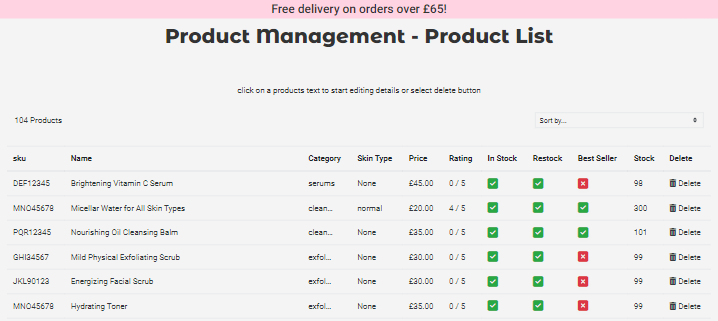 Free delivery on orders over £65!
Product Management - Product List
click on a products text to start editing details or select delete button
104 Products
Sort by...
sku Name Category Skin Type Price Rating In Stock Restock Best Seller Stock Delete
DEF12345 Brightening Vitamin C Serum serums None £45.00 0 / 5 98 Delete
MNO45678 Micellar Water for All Skin Types clean... normal £20.00 4 / 5 300 Delete
PQR12345 Nourishing Oil Cleansing Balm clean... None £35.00 0 / 5 101 Delete
GHI34567 Mild Physical Exfoliating Scrub exfol... None £30.00 0 / 5 99 Delete
JKL90123 Energizing Facial Scrub exfol... None £30.00 0 / 5 99 Delete
MNO45678 Hydrating Toner exfol... None £35.00 0 / 5 99 Delete